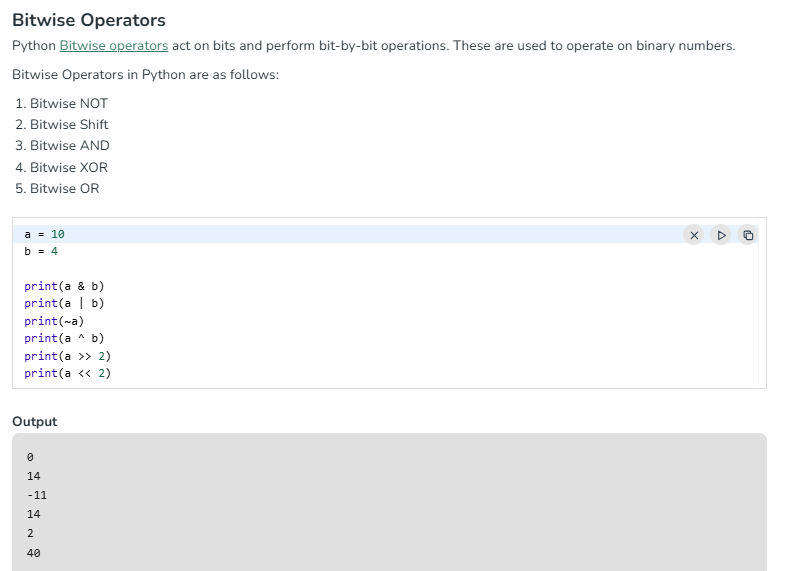 Bitwise Operators
Python Bitwise operators act on bits and perform bit-by-bit operations. These are used to operate on binary numbers.
Bitwise Operators in Python are as follows:
1. Bitwise NOT
2. Bitwise Shift
3. Bitwise AND
4. Bitwise XOR
5. Bitwise OR
a = 10
b = 4
print(a & b)
print(a | b)
print(~a)
print(a ^ b)
print(a >> 2)
print(a << 2)
Output
0
14
-11
14
2
40